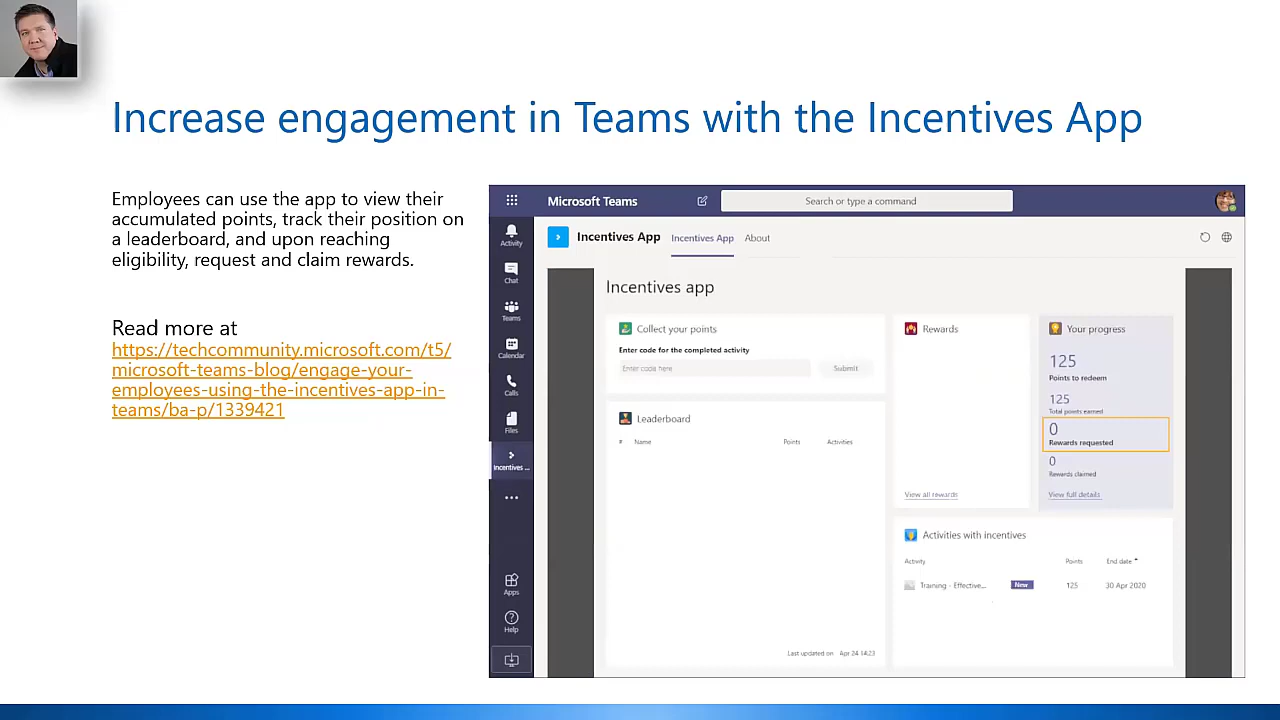 Increase engagement in Teams with the Incentives App
Employees can use the app to view their
accumulated points, track their position on
a leaderboard, and upon reaching
eligibility, request and claim rewards.
Read more at
https://techcommunity.microsoft.com/t5/
microsoft-teams-blog/engage-your-
employees-using-the-incentives-app-in-
teams/ba-p/1339421
Microsoft Teams
Search or type a command
Activity
Chat
Teams
Calendar
Calls
Files
Incentives ...
Apps
Help
Incentives App
Incentives App
About
Incentives app
Collect your points
Enter code for the completed activity
Enter code here
Submit
Leaderboard
# Name Points Activities
Last updated on Apr 24 14:23
Rewards
View all rewards
Your progress
125
Points to redeem
125
Total points earned
0
Rewards requested
0
Rewards claimed
View full details
Activities with incentives
Activity Points End date
Training - Effective... New 125 30 Apr 2020